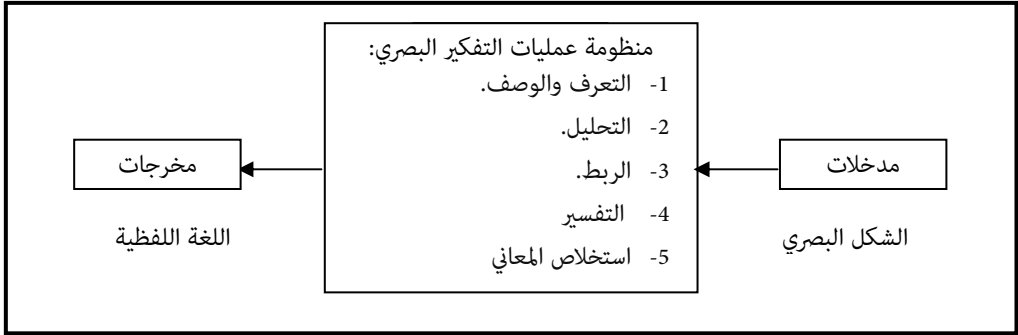 منظومة عمليات التفكير البصري:
1- التعرف والوصف.
2- التحليل.
3- الربط.
4- التفسير
5- استخلاص المعاني
مدخلات
الشكل البصري
مخرجات
اللغة اللفظية